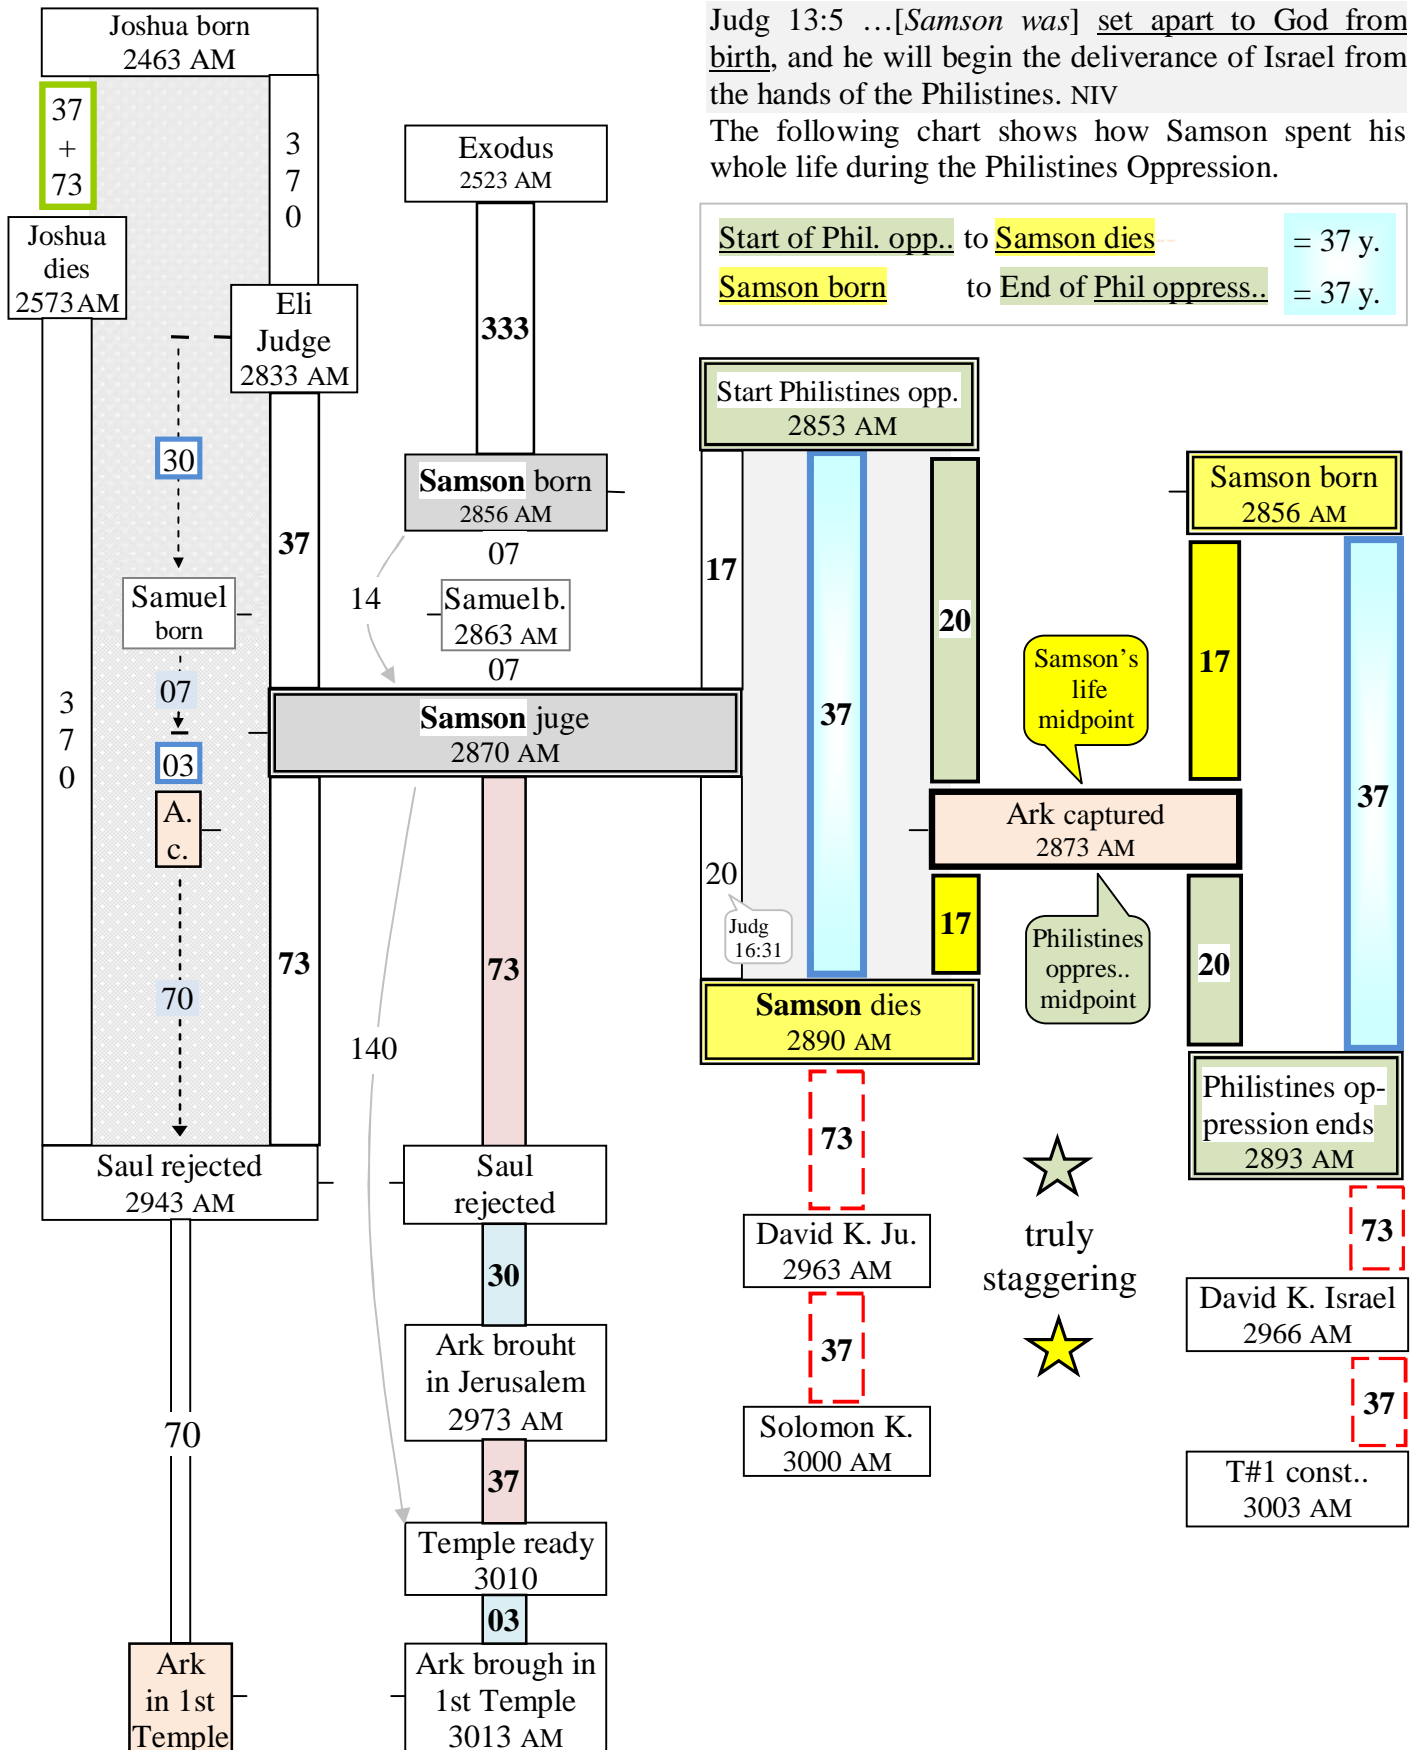 Joshua born
2463 AM
37
+
73
3
7
0
Joshua
dies
2573AM
Eli
Judge
2833 AM
30
37
Samuel
born
07
03
A.
c.
3
7
0
73
70
Saul rejected
2943 AM
70
Ark
in 1st
Temple
Exodus
2523 AM
333
Samson born
2856 AM
07
14
Samuel b.
2863 AM
07
Samson juge
2870 AM
73
140
Saul
rejected
30
Ark brouht
in Jerusalem
2973 AM
37
Temple ready
3010
03
Ark brough in
1st Temple
3013 AM
Judg 13:5 …[Samson was] set apart to God from
birth, and he will begin the deliverance of Israel from
the hands of the Philistines. NIV
The following chart shows how Samson spent his
whole life during the Philistines Oppression.
Start of Phil. opp.. to Samson dies-- = 37 y.
Samson born to End of Phil oppress.. = 37 y.
Start Philistines opp.
2853 AM
17
37
20
20
Judg
16:31
17
Samson dies
2890 AM
73
David K. Ju.
2963 AM
37
Solomon K.
3000 AM
Samson's
life
midpoint
Ark captured
2873 AM
Philistines
oppres..
midpoint
truly
staggering
Samson born
2856 AM
17
37
20
Philistines op-
pression ends
2893 AM
73
David K. Israel
2966 AM
37
T#1 const..
3003 AM